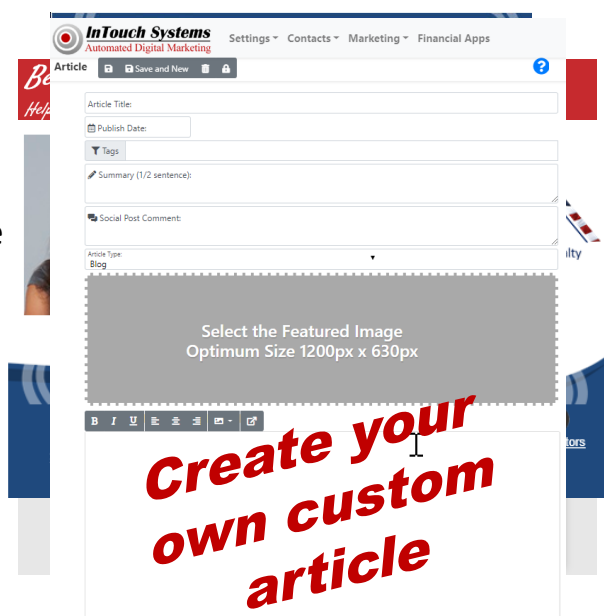 InTouch Systems
Automated Digital Marketing
Settings Contacts Marketing Financial Apps
Article Save and New ?
Article Title:
Publish Date:
Tags
Summary (1/2 sentence):
Social Post Comment:
Article Type:
Blog
Select the Featured Image
Optimum Size 1200px x 630px
B I U
Create your
own custom
article